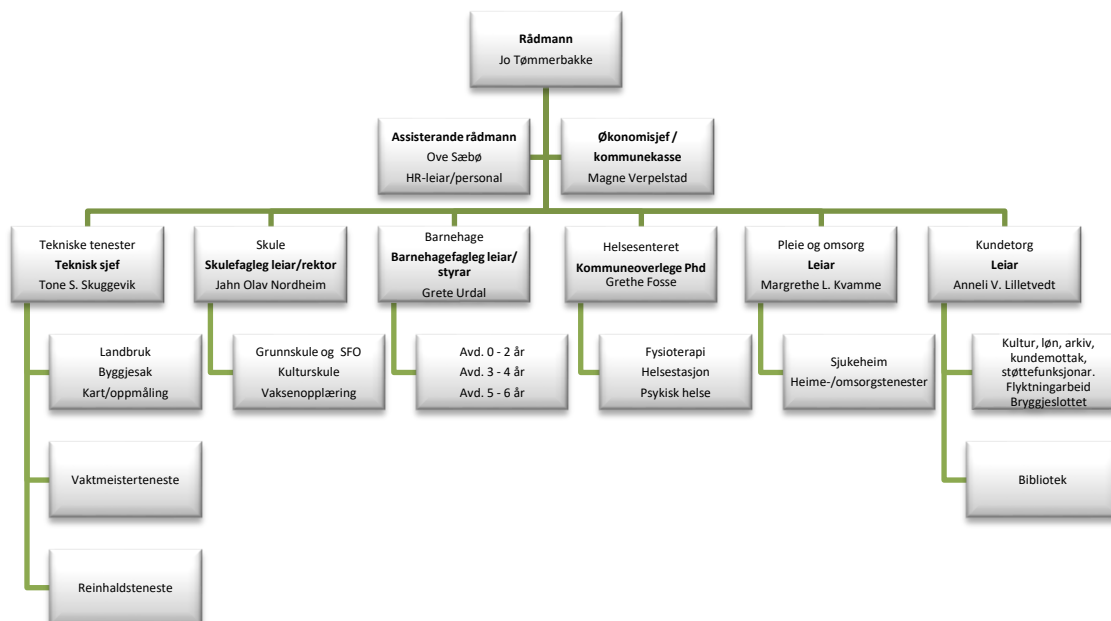 Rådmann
Jo Tømmerbakke
Assisterande rådmann
Ove Sæbø
HR-leiar/personal
Økonomisjef /
kommunekasse
Magne Verpelstad
Tekniske tenester
Teknisk sjef
Tone S. Skuggevik
Skule
Skulefagleg leiar/rektor
Jahn Olav Nordheim
Barnehage
Barnehagefagleg leiar/
styrar
Grete Urdal
Helsesenteret
Kommuneoverlege Phd
Grethe Fosse
Pleie og omsorg
Leiar
Margrethe L. Kvamme
Kundetorg
Leiar
Anneli V. Lilletvedt
Landbruk
Byggjesak
Kart/oppmåling
Grunnskule og SFO
Kulturskule
Vaksenopplæring
Avd. 0 - 2 år
Avd. 3 - 4 år
Avd. 5 - 6 år
Fysioterapi
Helsestasjon
Psykisk helse
Sjukeheim
Heime-/omsorgstenester
Kultur, løn, arkiv,
kundemottak,
støttefunksjonar.
Flyktningarbeid
Bryggjeslottet
Vaktmeisterteneste
Bibliotek
Reinhaldsteneste